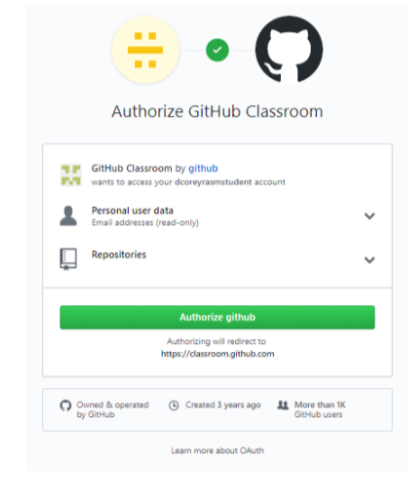 Authorize GitHub Classroom
GitHub Classroom by github
wants to access your dcoreyrasmstudent account
Personal user data
Email addresses (read-only)
Repositories
Authorize github
Authorizing will redirect to
https://classroom.github.com
Owned & operated
by GitHub
Created 3 years ago
More than 1K
GitHub users
Learn more about OAuth